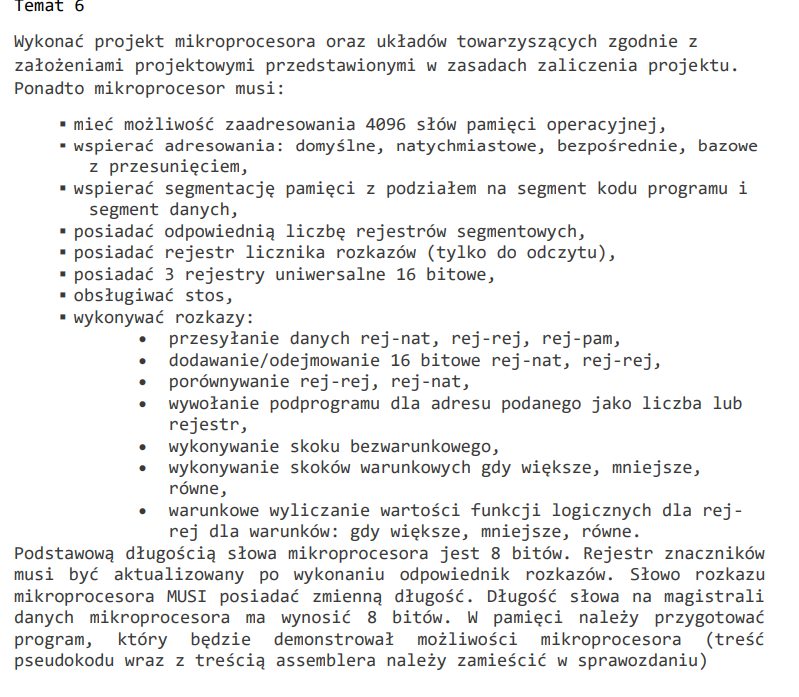 Temat 6
Wykonać projekt mikroprocesora oraz układów towarzyszących zgodnie z
założeniami projektowymi przedstawionymi w zasadach zaliczenia projektu.
Ponadto mikroprocesor musi:
▪ mieć możliwość zaadresowania 4096 słów pamięci operacyjnej,
▪ wspierać adresowania: domyślne, natychmiastowe, bezpośrednie, bazowe
z przesunięciem,
▪ wspierać segmentację pamięci z podziałem na segment kodu programu i
segment danych,
▪ posiadać odpowiednią liczbę rejestrów segmentowych,
▪ posiadać rejestr licznika rozkazów (tylko do odczytu),
▪ posiadać 3 rejestry uniwersalne 16 bitowe,
▪ obsługiwać stos,
▪ wykonywać rozkazy:
• przesyłanie danych rej-nat, rej-rej, rej-pam,
• dodawanie/odejmowanie 16 bitowe rej-nat, rej-rej,
• porównywanie rej-rej, rej-nat,
• wywołanie podprogramu dla adresu podanego jako liczba lub
rejestr,
• wykonywanie skoku bezwarunkowego,
• wykonywanie skoków warunkowych gdy większe, mniejsze,
równe,
• warunkowe wyliczanie wartości funkcji logicznych dla rej-
rej dla warunków: gdy większe, mniejsze, równe.
Podstawową długością słowa mikroprocesora jest 8 bitów. Rejestr znaczników
musi być aktualizowany po wykonaniu odpowiednik rozkazów. Słowo rozkazu
mikroprocesora MUSI posiadać zmienną długość. Długość słowa na magistrali
danych mikroprocesora ma wynosić 8 bitów. W pamięci należy przygotować
program, który będzie demonstrował możliwości mikroprocesora (treść
pseudokodu wraz z treścią assemblera należy zamieścić w sprawozdaniu)